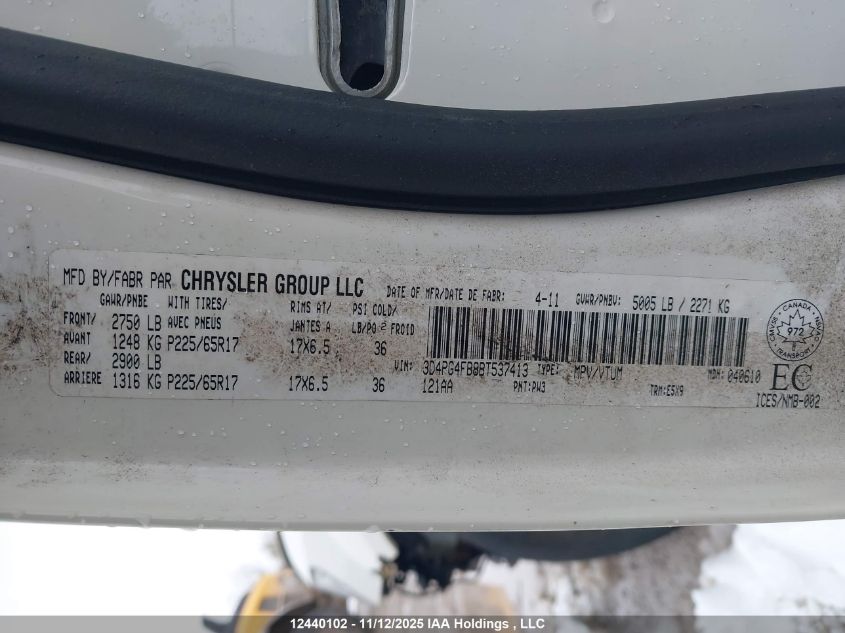 MFD BY/FABR PAR CHRYSLER GROUP LLC DATE OF MFR/DATE DE FABR: 4-11 GVWR/PNBV: 5005 LB / 2271 KG
GAWR/PNBE WITH TIRES/ RIMS AT/ PSI COLD/
FRONT/ 2750 LB AVEC PNEUS JANTES A LB/PO2 FROID
AVANT 1248 KG P225/65R17 17X6.5 36
REAR/ 2900 LB
ARRIERE 1316 KG P225/65R17 17X6.5 36
VIN: 3D4PG4FB8BT537413 TYPE: MPV/VTUM MDH: 040610
121AA PNT: PW3 TRM: E5X9
CANADA
972
T
EC
ICES/NMB-002
12440102 - 11/12/2025 IAA Holdings , LLC